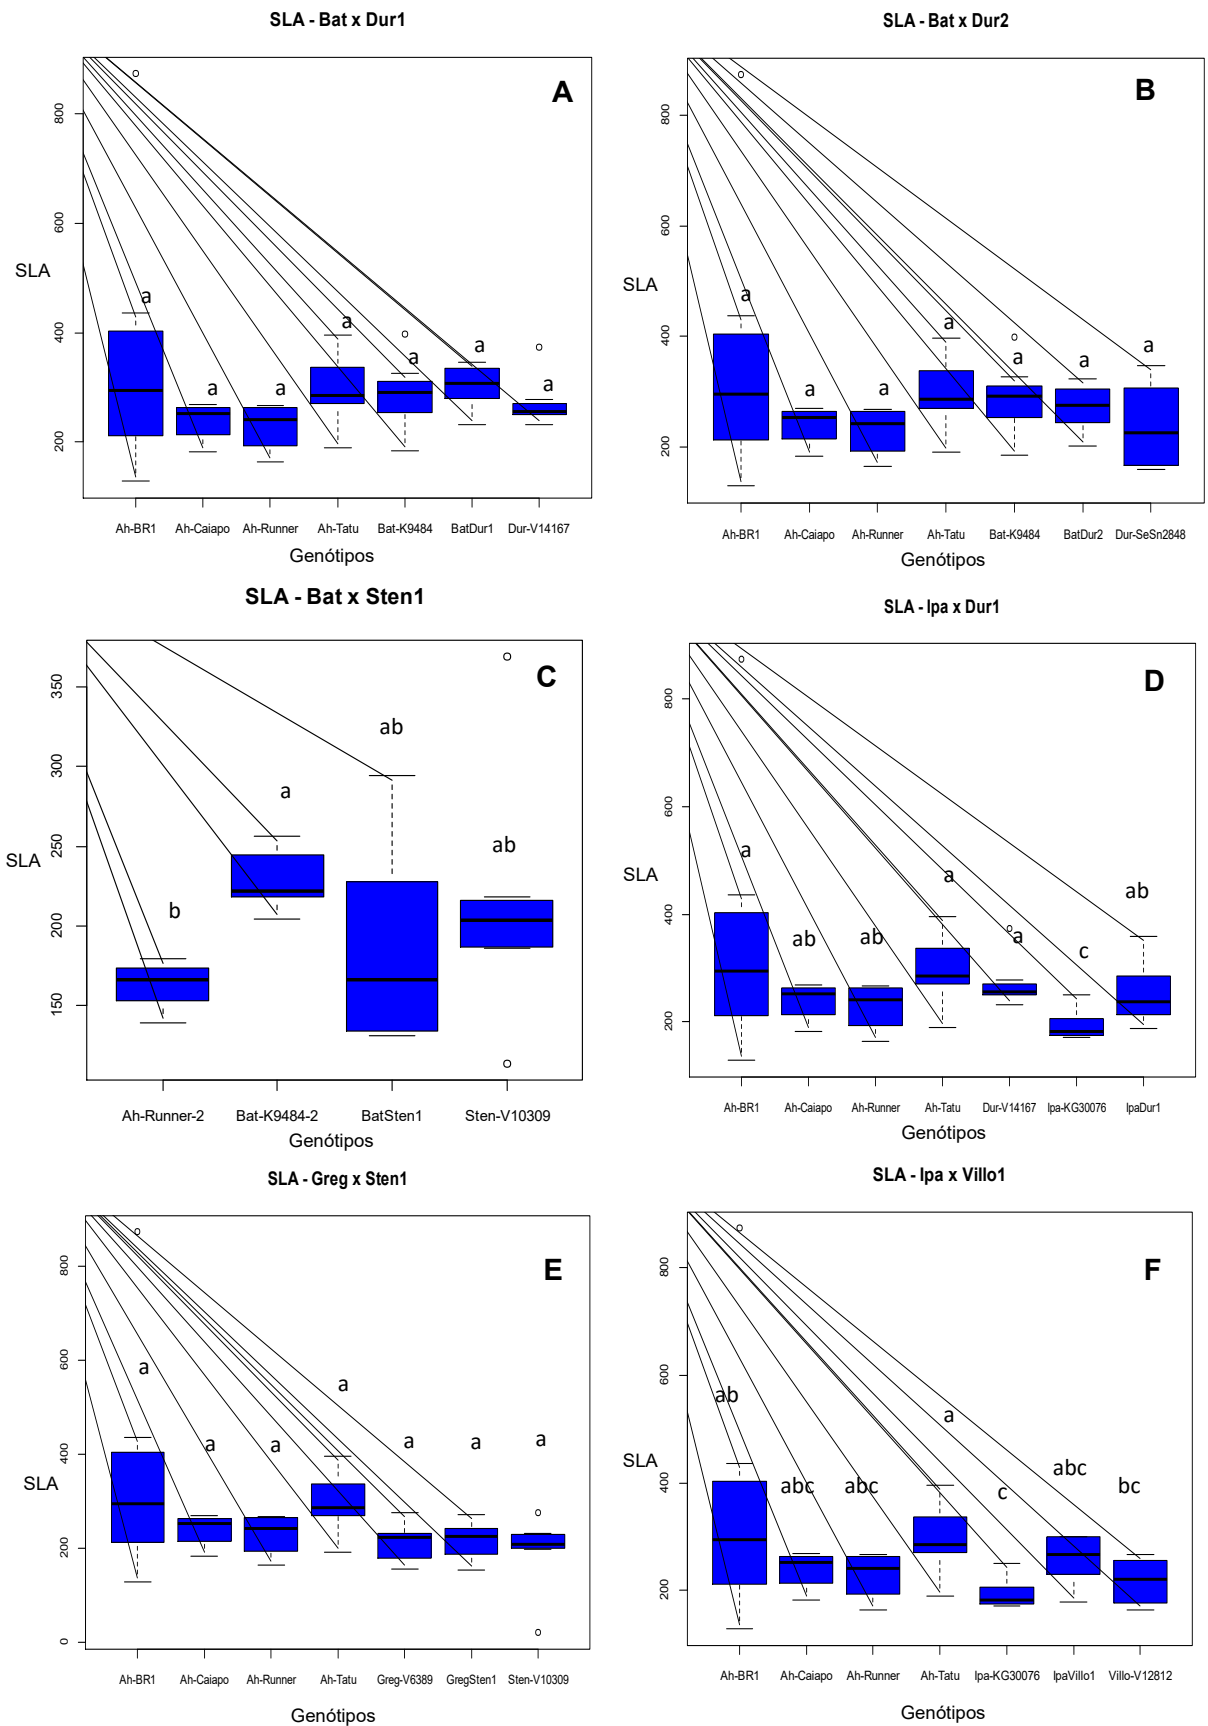 SLA - Bat x Dur1
A
800
600
400
200
SLA
a
a
a
a
a
a
a
Ah-BR1 Ah-Caiapo Ah-Runner Ah-Tatu Bat-K9484 BatDur1 Dur-V14167
Genótipos
SLA - Bat x Dur2
B
800
600
400
200
SLA
a
a
a
a
a
a
a
Ah-BR1 Ah-Caiapo Ah-Runner Ah-Tatu Bat-K9484 BatDur2 Dur-SeSn2848
Genótipos
SLA - Bat x Sten1
C
350
300
250
200
150
SLA
b
a
ab
ab
Ah-Runner-2 Bat-K9484-2 BatSten1 Sten-V10309
Genótipos
SLA - Ipa x Dur1
D
800
600
400
200
SLA
a
ab
ab
a
a
c
ab
Ah-BR1 Ah-Caiapo Ah-Runner Ah-Tatu Dur-V14167 Ipa-KG30076 IpaDur1
Genótipos
SLA - Greg x Sten1
E
800
600
400
200
0
SLA
a
a
a
a
a
a
a
Ah-BR1 Ah-Caiapo Ah-Runner Ah-Tatu Greg-V6389 GregSten1 Sten-V10309
Genótipos
SLA - Ipa x Villo1
F
800
600
400
200
SLA
ab
abc
abc
a
c
abc
bc
Ah-BR1 Ah-Caiapo Ah-Runner Ah-Tatu Ipa-KG30076 IpaVillo1 Villo-V12812
Genótipos